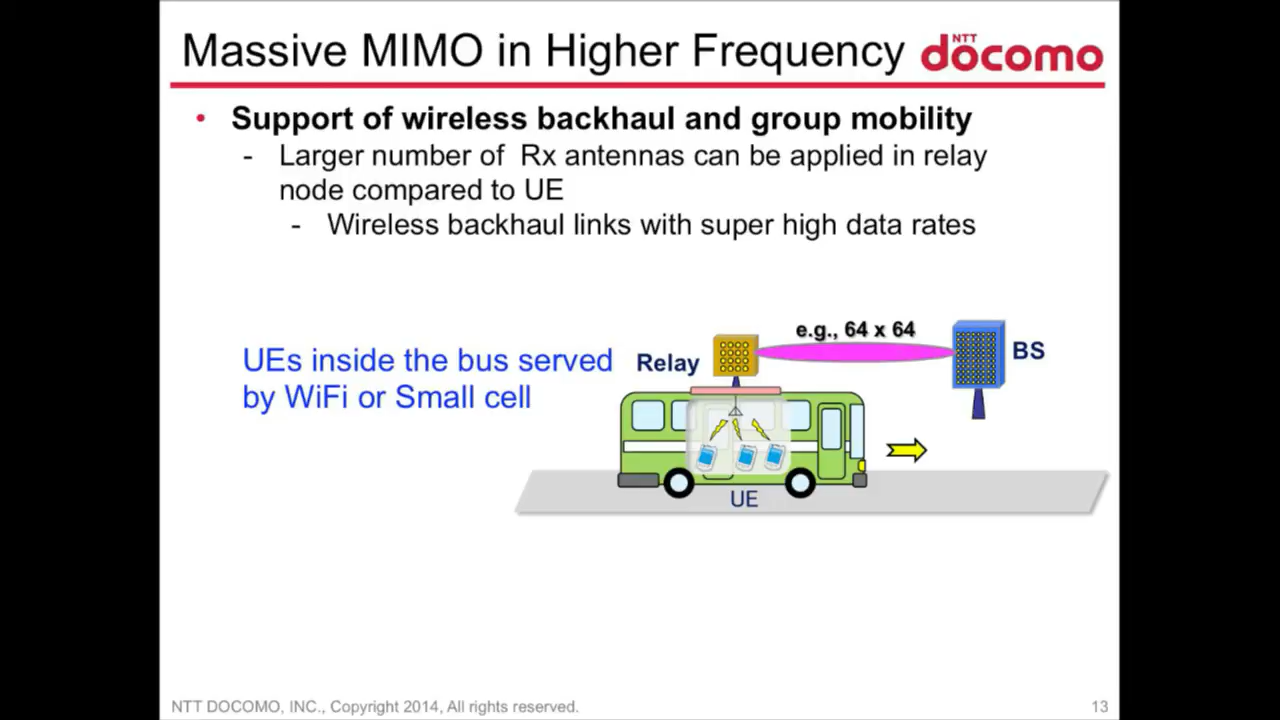 Massive MIMO in Higher Frequency
NTT
döcomo
• Support of wireless backhaul and group mobility
- Larger number of Rx antennas can be applied in relay
node compared to UE
- Wireless backhaul links with super high data rates
e.g., 64 x 64
UEs inside the bus served
by WiFi or Small cell
Relay
BS
UE
NTT DOCOMO, INC., Copyright 2014, All rights reserved.
13